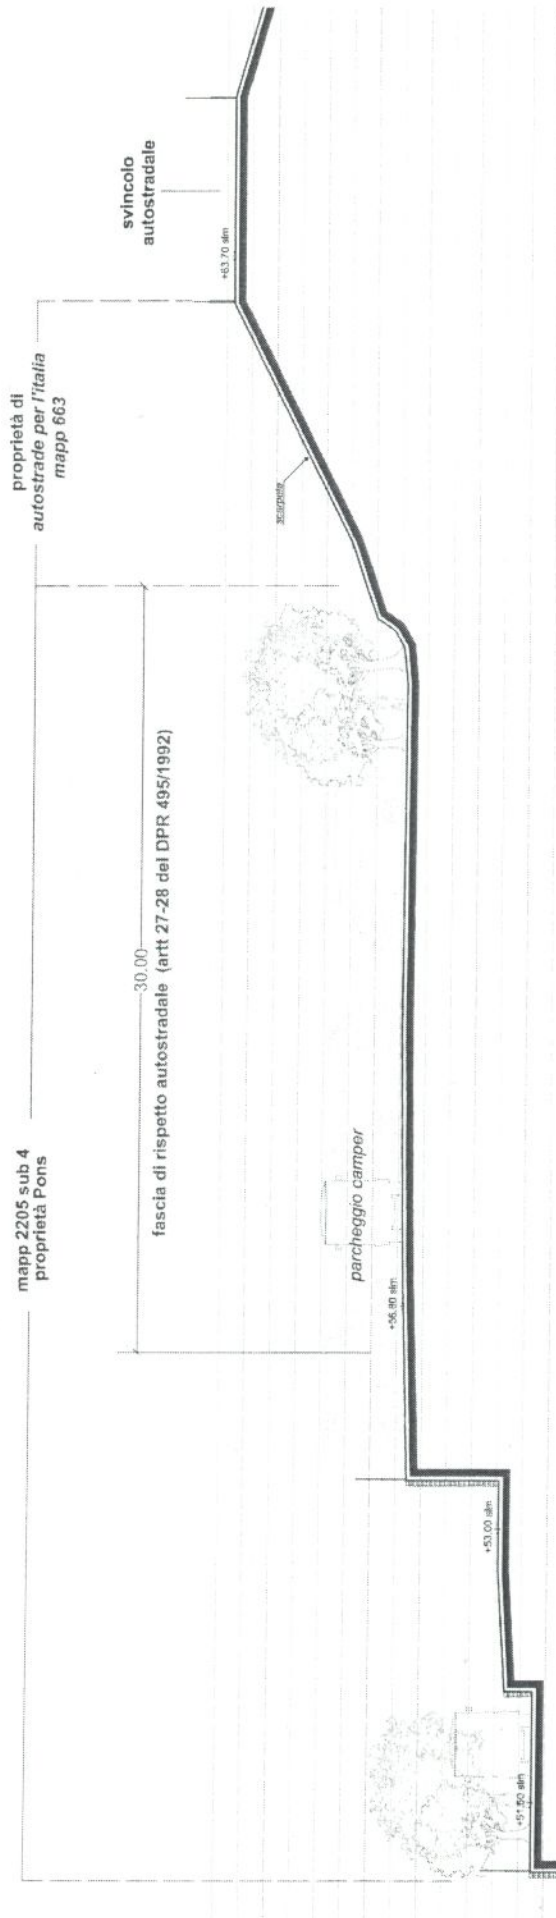 mapp 2205 sub 4
proprietà Pons
proprietà di
autostrade per l'italia
mapp 663
svincolo
autostradale
30.00
fascia di rispetto autostradale (artt 27-28 del DPR 495/1992)
+63.70 slm
scarpata
parcheggio camper
+56.80 slm
+53.00 slm
+51.50 slm